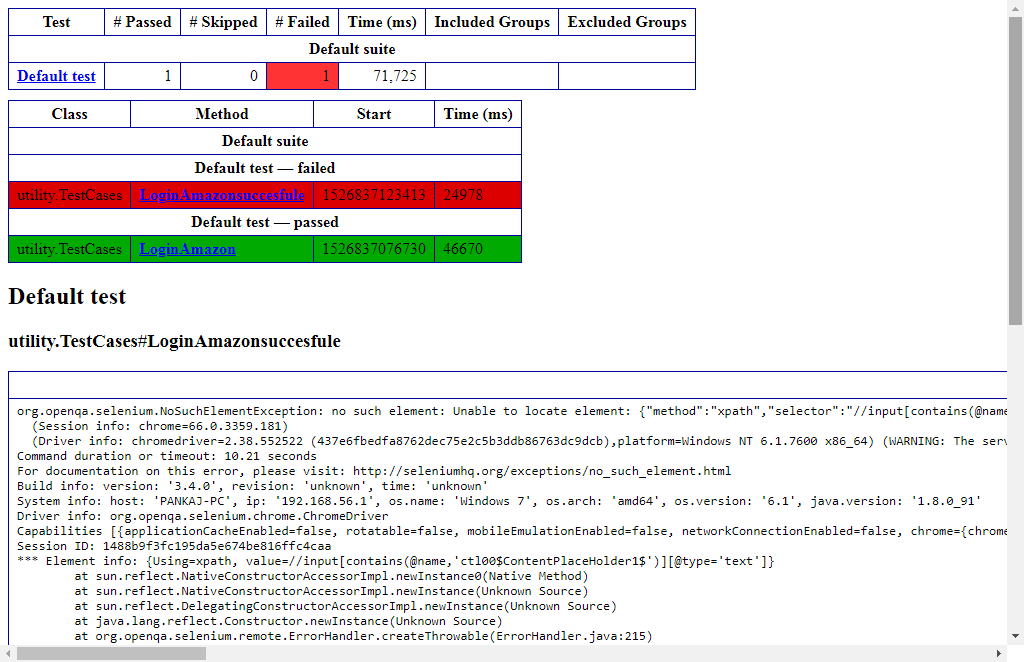 Test # Passed # Skipped # Failed Time (ms) Included Groups Excluded Groups
Default suite
Default test 1 0 1 71,725
Class Method Start Time (ms)
Default suite
Default test — failed
utility.TestCases LoginAmazonsuccesfule 1526837123413 24978
Default test — passed
utility.TestCases LoginAmazon 1526837076730 46670
Default test
utility.TestCases#LoginAmazonsuccesfule
org.openqa.selenium.NoSuchElementException: no such element: Unable to locate element: {"method":"xpath","selector":"//input[contains(@name
(Session info: chrome=66.0.3359.181)
(Driver info: chromedriver=2.38.552522 (437e6fbedfa8762dec75e2c5b3ddb86763dc9dcb),platform=Windows NT 6.1.7600 x86_64) (WARNING: The serv
Command duration or timeout: 10.21 seconds
For documentation on this error, please visit: http://seleniumhq.org/exceptions/no_such_element.html
Build info: version: '3.4.0', revision: 'unknown', time: 'unknown'
System info: host: 'PANKAJ-PC', ip: '192.168.56.1', os.name: 'Windows 7', os.arch: 'amd64', os.version: '6.1', java.version: '1.8.0_91'
Driver info: org.openqa.selenium.chrome.ChromeDriver
Capabilities [{applicationCacheEnabled=false, rotatable=false, mobileEmulationEnabled=false, networkConnectionEnabled=false, chrome={chrome
Session ID: 1488b9f3fc195da5e674be816ffc4caa
*** Element info: {Using=xpath, value=//input[contains(@name,'ctl00$ContentPlaceHolder1$')][@type='text']}
at sun.reflect.NativeConstructorAccessorImpl.newInstance0(Native Method)
at sun.reflect.NativeConstructorAccessorImpl.newInstance(Unknown Source)
at sun.reflect.DelegatingConstructorAccessorImpl.newInstance(Unknown Source)
at java.lang.reflect.Constructor.newInstance(Unknown Source)
at org.openqa.selenium.remote.ErrorHandler.createThrowable(ErrorHandler.java:215)